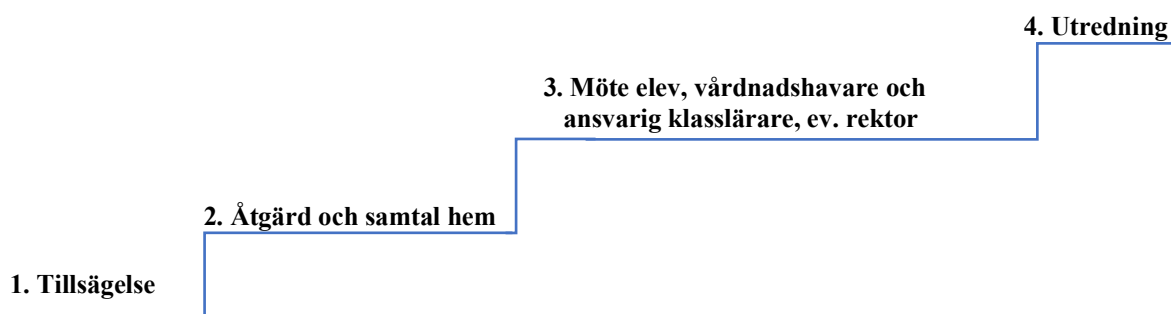 4. Utredning
3. Möte elev, vårdnadshavare och
ansvarig klasslärare, ev. rektor
2. Åtgärd och samtal hem
1. Tillsägelse